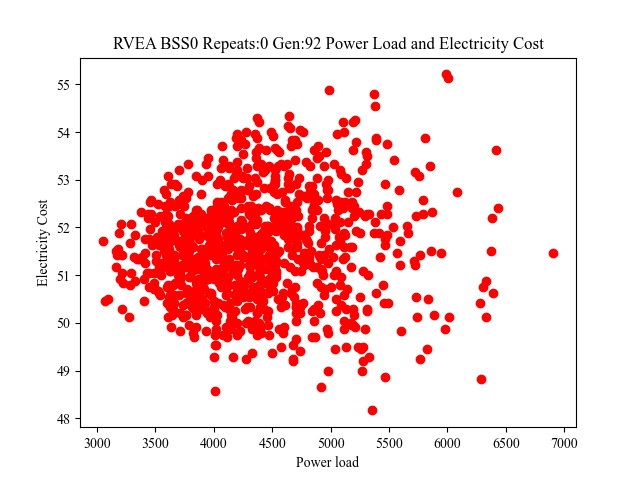 RVEA BSS0 Repeats:0 Gen:92 Power Load and Electricity Cost
Electricity Cost
55
54
53
52
51
50
49
48
3000 3500 4000 4500 5000 5500 6000 6500 7000
Power load